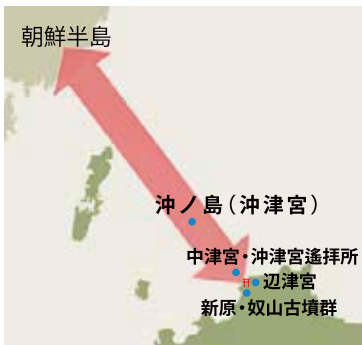 朝鮮半島
沖ノ島（沖津宮）
中津宮・沖津宮遙拝所
辺津宮
新原・奴山古墳群